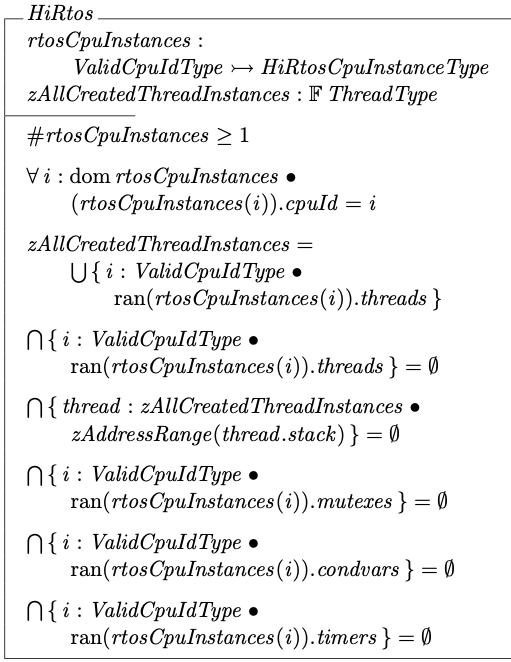 HiRtos
rtosCpuInstances :
ValidCpuIdType ↣ HiRtosCpuInstanceType
zAllCreatedThreadInstances : 𝔽 ThreadType
#rtosCpuInstances ≥ 1
∀ i : dom rtosCpuInstances •
(rtosCpuInstances(i)).cpuId = i
zAllCreatedThreadInstances =
⋃ { i : ValidCpuIdType •
ran(rtosCpuInstances(i)).threads }
⋂ { i : ValidCpuIdType •
ran(rtosCpuInstances(i)).threads } = ∅
⋂ { thread : zAllCreatedThreadInstances •
zAddressRange(thread.stack) } = ∅
⋂ { i : ValidCpuIdType •
ran(rtosCpuInstances(i)).mutexes } = ∅
⋂ { i : ValidCpuIdType •
ran(rtosCpuInstances(i)).condvars } = ∅
⋂ { i : ValidCpuIdType •
ran(rtosCpuInstances(i)).timers } = ∅